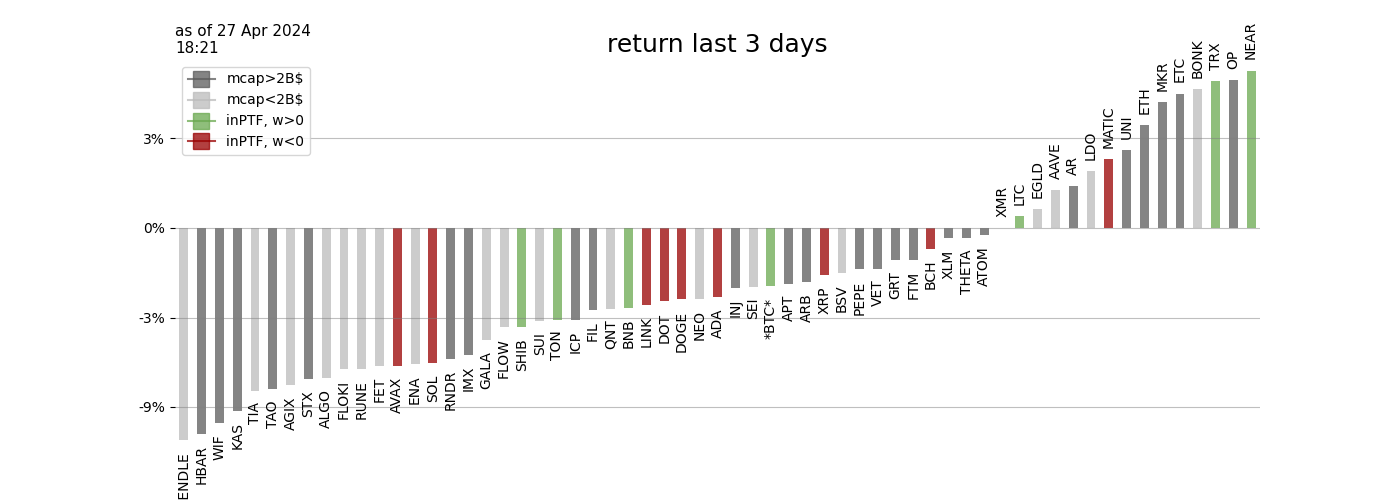 as of 27 Apr 2024
18:21
return last 3 days
mcap>2B$
mcap<2B$
inPTF, w>0
inPTF, w<0
3%
0%
-3%
-9%
ENDLE
HBAR
WIF
KAS
TIA
TAO
AGIX
STX
ALGO
FLOKI
RUNE
FET
AVAX
ENA
SOL
RNDR
IMX
GALA
FLOW
SHIB
SUI
TON
ICP
FIL
QNT
BNB
LINK
DOT
DOGE
NEO
ADA
INJ
SEI
*BTC*
APT
ARB
XRP
BSV
PEPE
VET
GRT
FTM
BCH
XLM
THETA
ATOM
XMR
LTC
EGLD
AAVE
AR
LDO
MATIC
UNI
ETH
MKR
ETC
BONK
TRX
OP
NEAR